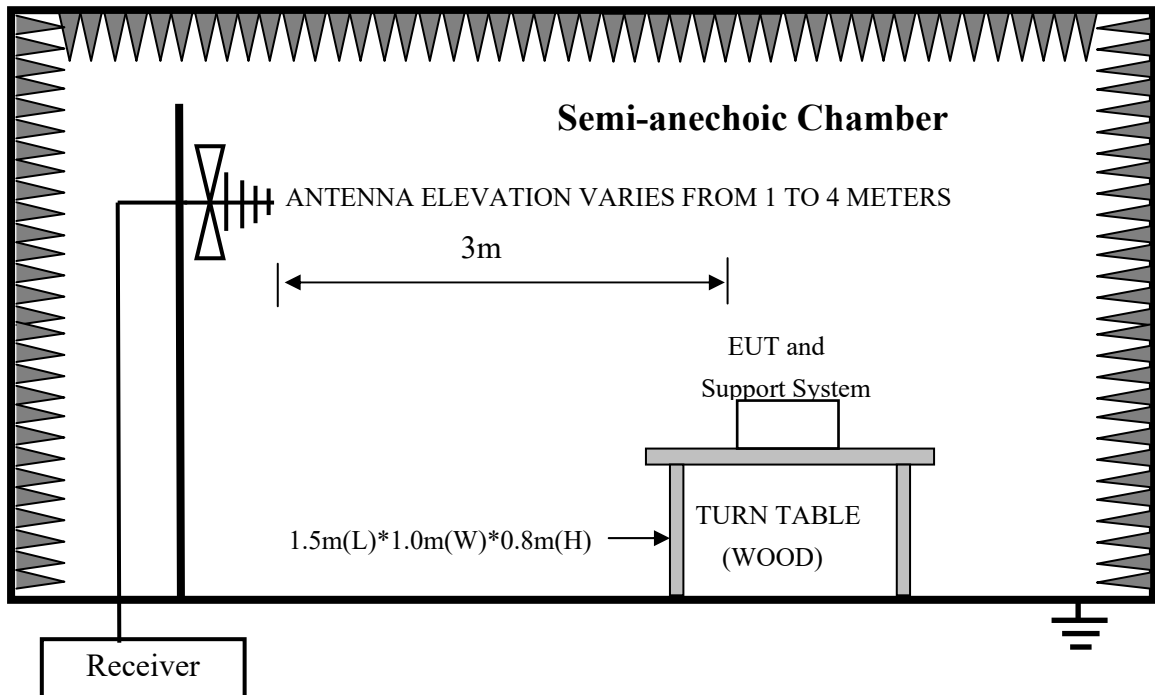 Semi-anechoic Chamber
ANTENNA ELEVATION VARIES FROM 1 TO 4 METERS
3m
EUT and
Support System
1.5m(L)*1.0m(W)*0.8m(H)
TURN TABLE
(WOOD)
Receiver